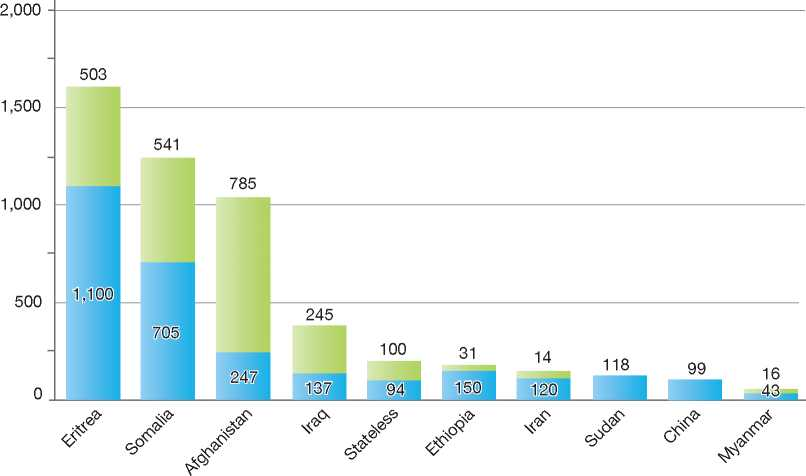 2,000
1,500
1,000
500
0
503
541
785
245
100
31
14
118
99
16
1,100
705
247
137
94
150
120
43
Eritrea
Somalia
Afghanistan
Iraq
Stateless
Ethiopia
Iran
Sudan
China
Myanmar